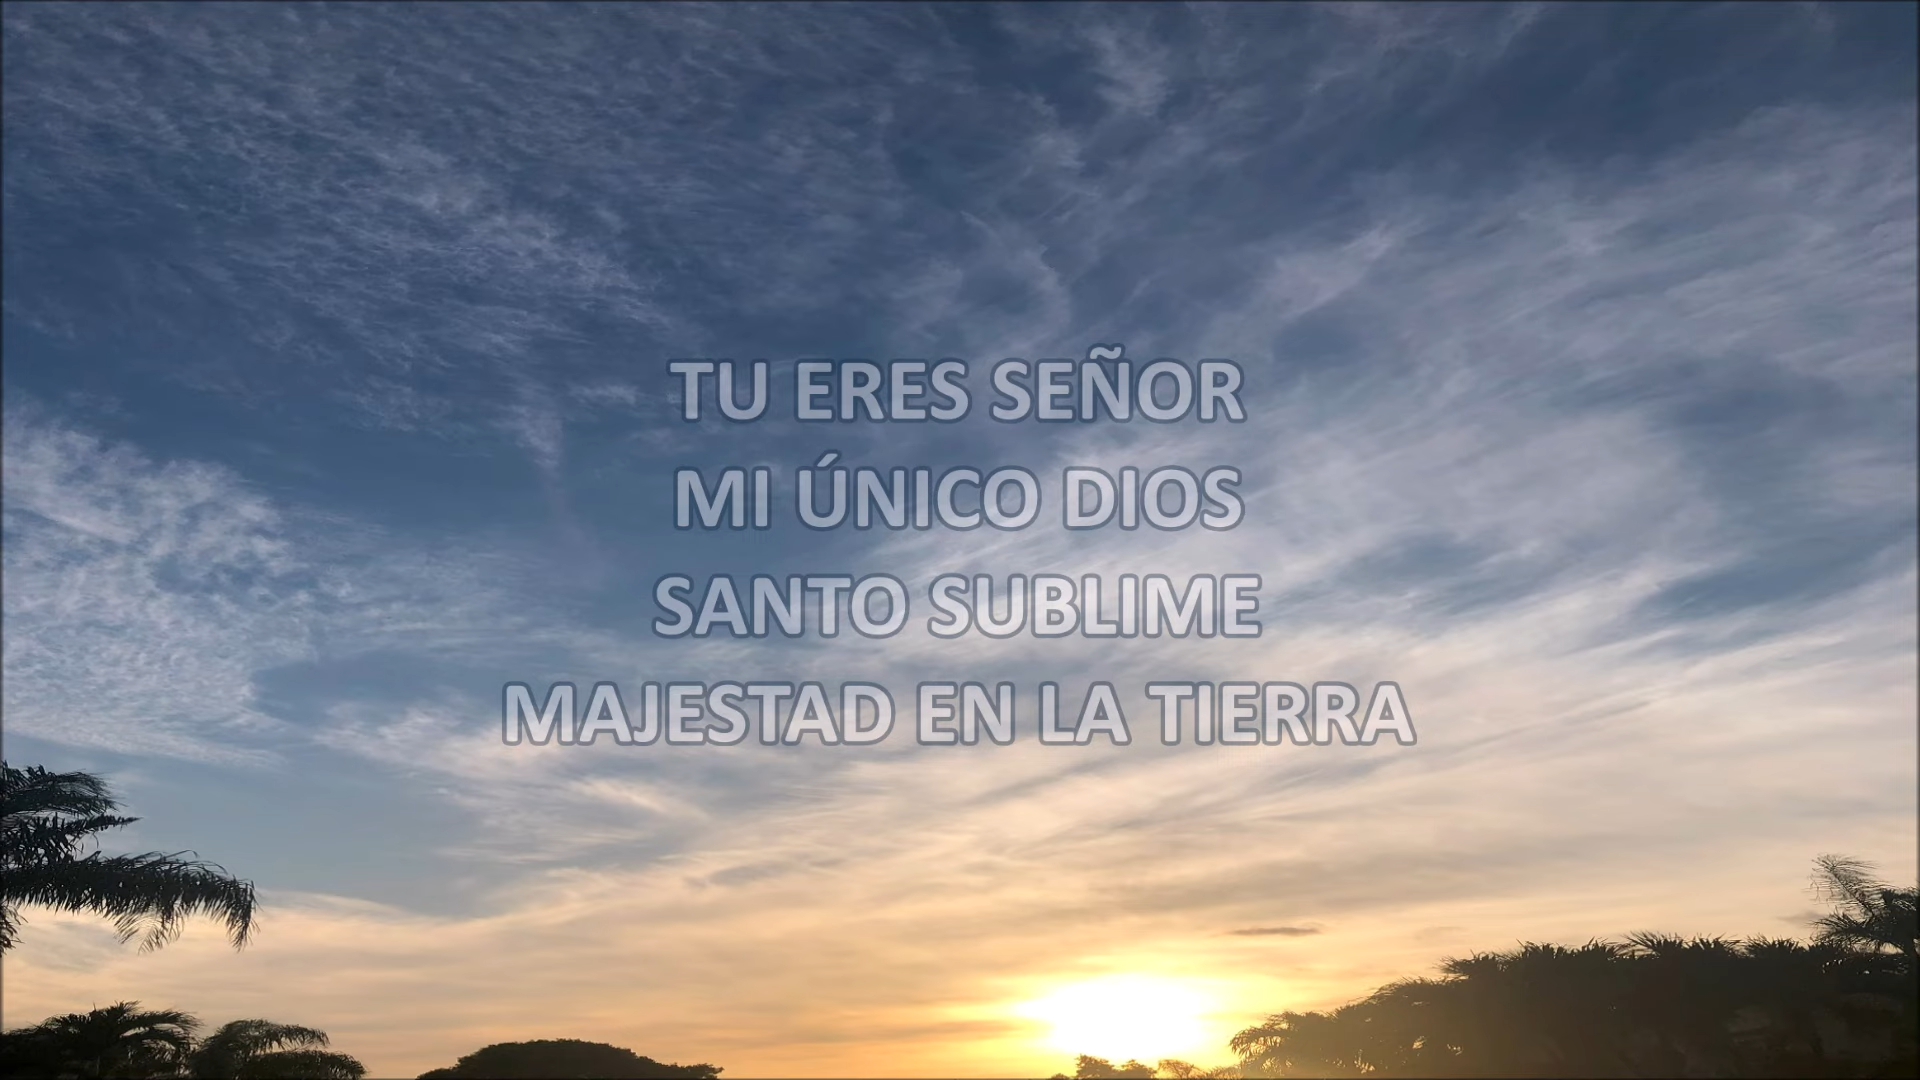 TU ERES SEÑOR
MI ÚNICO DIOS
SANTO SUBLIME
MAJESTAD EN LA TIERRA